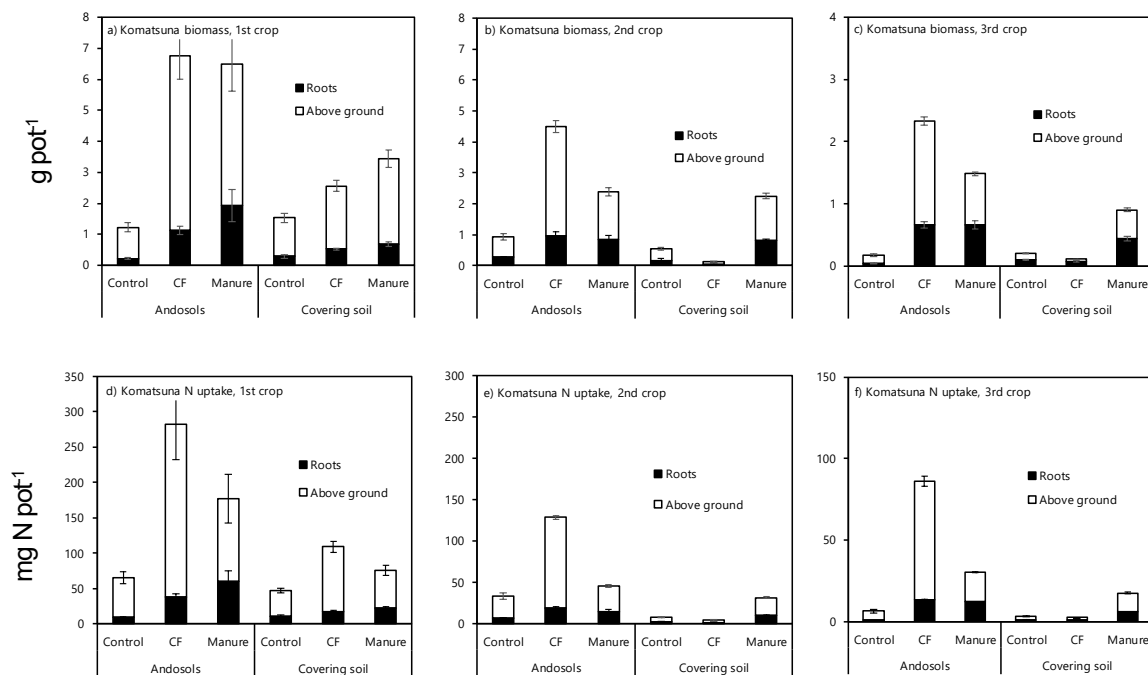 a) Komatsuna biomass, 1st crop
8
7
6
5
4
3
2
1
0
g pot-1
Roots
Above ground
Control CF Manure Control CF Manure
Andosols Covering soil
b) Komatsuna biomass, 2nd crop
8
7
6
5
4
3
2
1
0
Roots
Above ground
Control CF Manure Control CF Manure
Andosols Covering soil
c) Komatsuna biomass, 3rd crop
4
3
2
1
0
Roots
Above ground
Control CF Manure Control CF Manure
Andosols Covering soil
d) Komatsuna N uptake, 1st crop
350
300
250
200
150
100
50
0
mg N pot-1
Roots
Above ground
Control CF Manure Control CF Manure
Andosols Covering soil
e) Komatsuna N uptake, 2nd crop
300
250
200
150
100
50
0
Roots
Above ground
Control CF Manure Control CF Manure
Andosols Covering soil
f) Komatsuna N uptake, 3rd crop
150
100
50
0
Roots
Above ground
Control CF Manure Control CF Manure
Andosols Covering soil